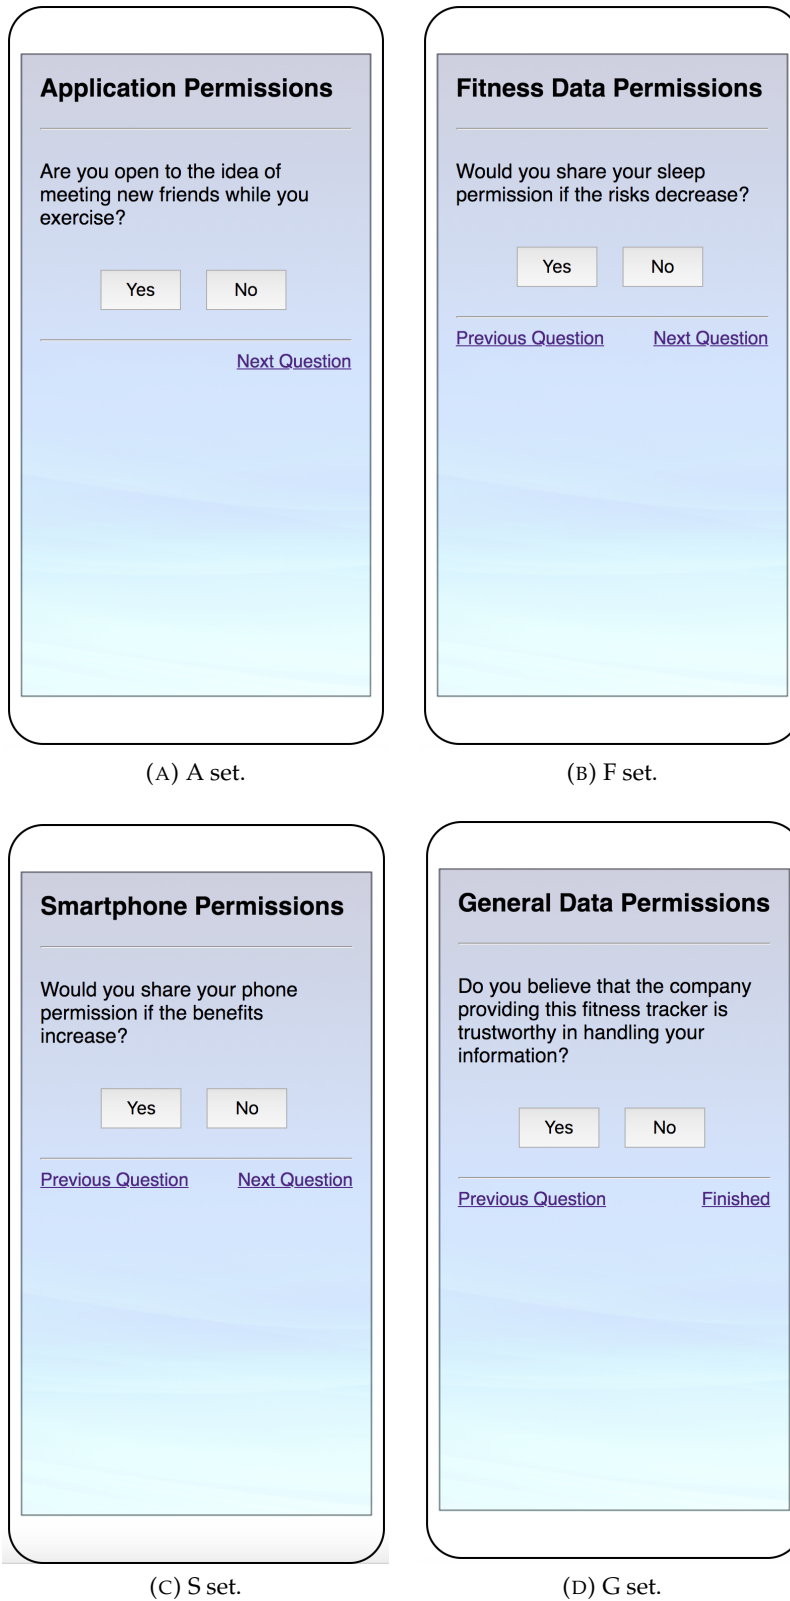 Application Permissions
Are you open to the idea of
meeting new friends while you
exercise?
Yes No
Next Question
(A) A set.
Fitness Data Permissions
Would you share your sleep
permission if the risks decrease?
Yes No
Previous Question Next Question
(B) F set.
Smartphone Permissions
Would you share your phone
permission if the benefits
increase?
Yes No
Previous Question Next Question
(C) S set.
General Data Permissions
Do you believe that the company
providing this fitness tracker is
trustworthy in handling your
information?
Yes No
Previous Question Finished
(D) G set.